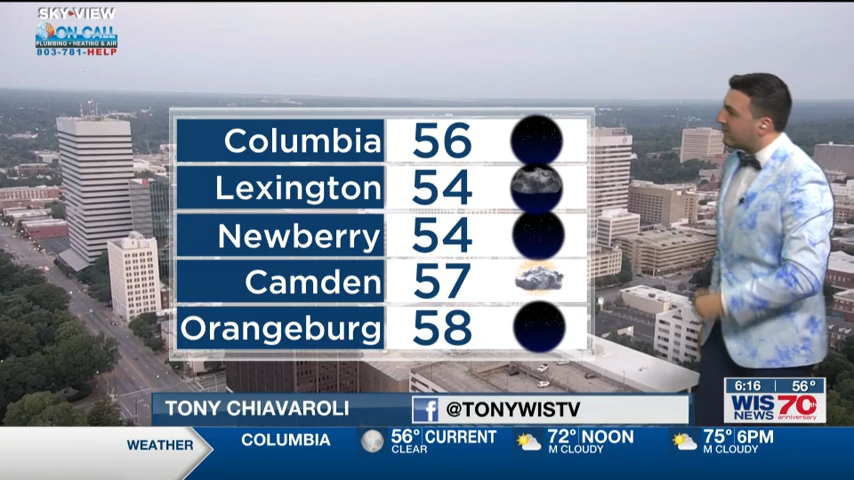 SKY-VIEW
ON-CALL
PLUMBING • HEATING & AIR
803-781-HELP
Columbia 56
Lexington 54
Newberry 54
Camden 57
Orangeburg 58
TONY CHIAVAROLI
f @TONYWISTV
6:16 56°
WIS NEWS 70th anniversary
WEATHER
COLUMBIA
56° CURRENT
CLEAR
72° NOON
M CLOUDY
75° 6PM
M CLOUDY